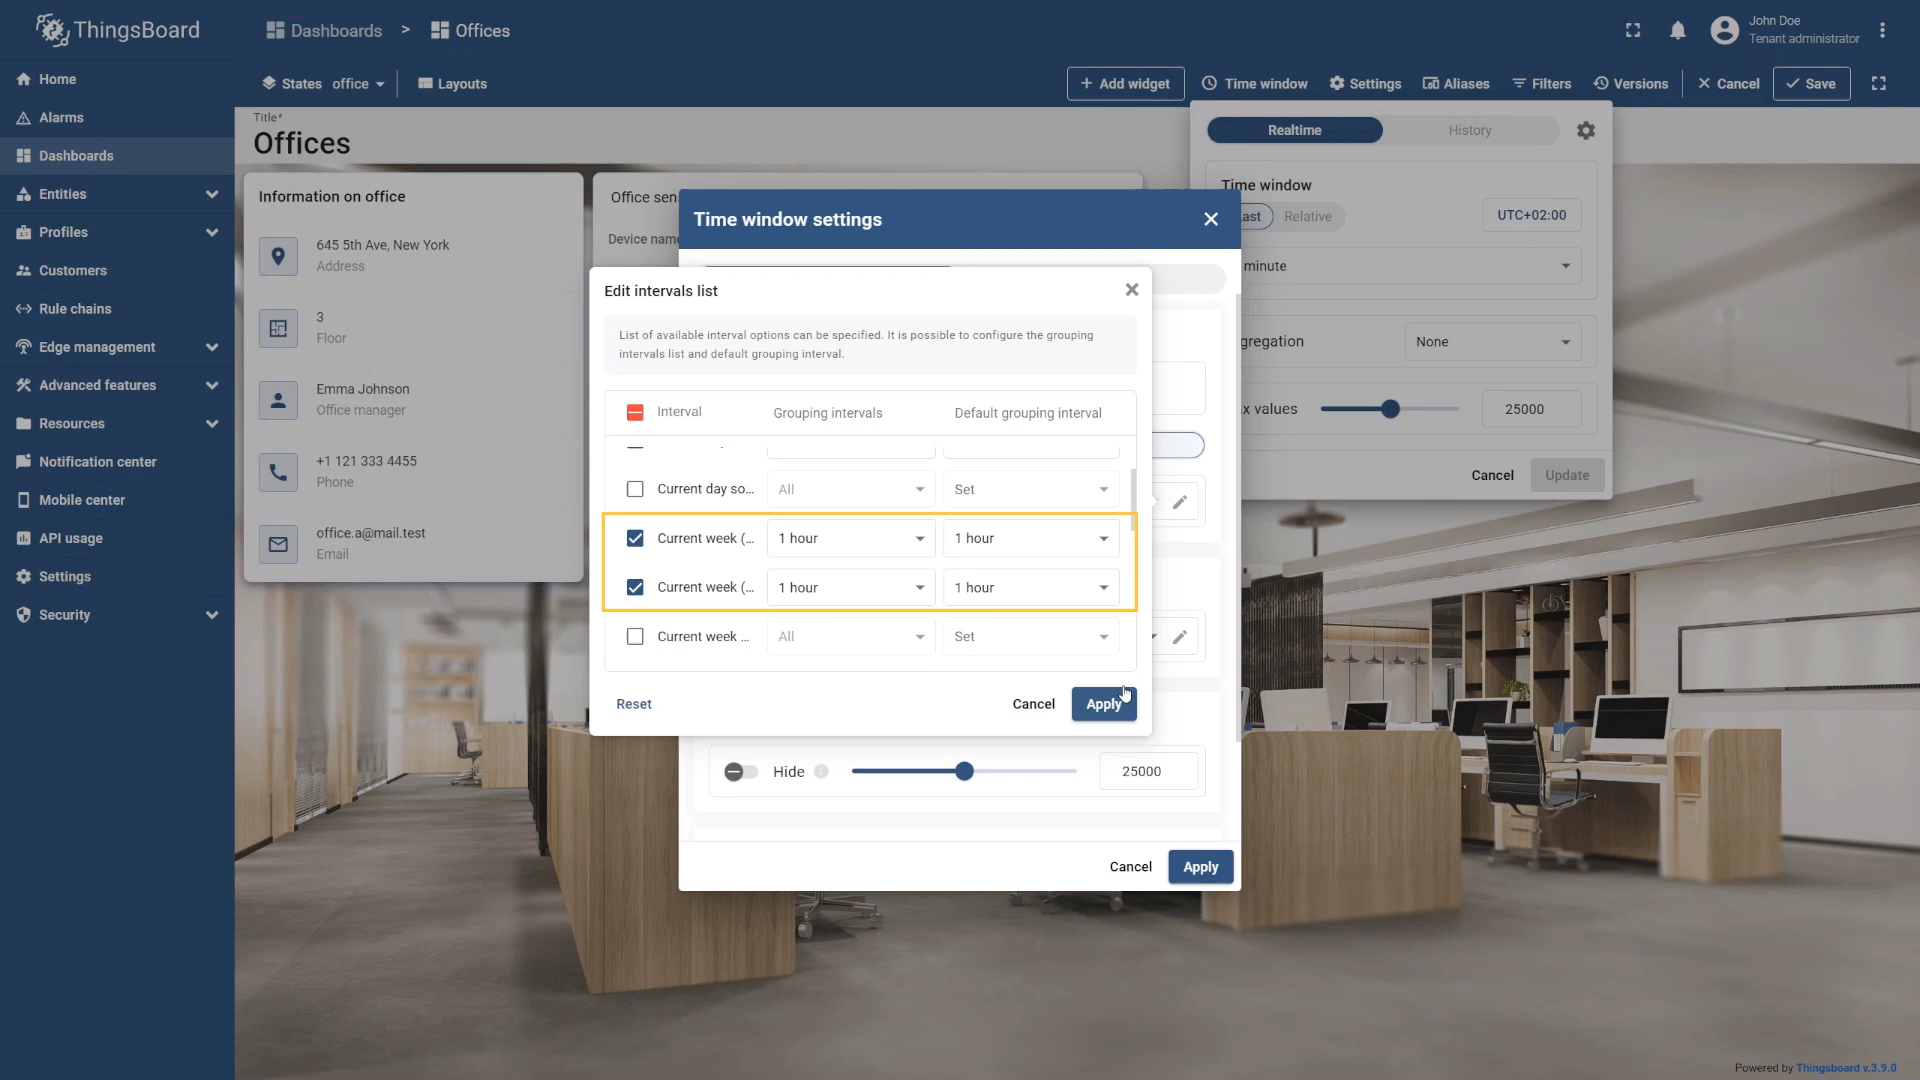 ThingsBoard
Dashboards > Offices
John Doe
Tenant administrator
Home
Alarms
Dashboards
Entities
Profiles
Customers
Rule chains
Edge management
Advanced features
Resources
Notification center
Mobile center
API usage
Settings
Security
States office
Layouts
+ Add widget
Time window
Settings
Aliases
Filters
Versions
Cancel
Save
Title*
Offices
Information on office
645 5th Ave, New York
Address
3
Floor
Emma Johnson
Office manager
+1 121 333 4455
Phone
office.a@mail.test
Email
Office sen
Device nam
Realtime
History
Time window
ast
Relative
UTC+02:00
minute
gregation
None
x values
25000
Cancel
Update
Time window settings
Edit intervals list
List of available interval options can be specified. It is possible to configure the grouping
intervals list and default grouping interval.
Interval Grouping intervals Default grouping interval
Current day so... All Set
Current week (... 1 hour 1 hour
Current week (... 1 hour 1 hour
Current week ... All Set
Reset
Cancel
Apply
Hide
25000
Cancel
Apply
Powered by Thingsboard v.3.9.0